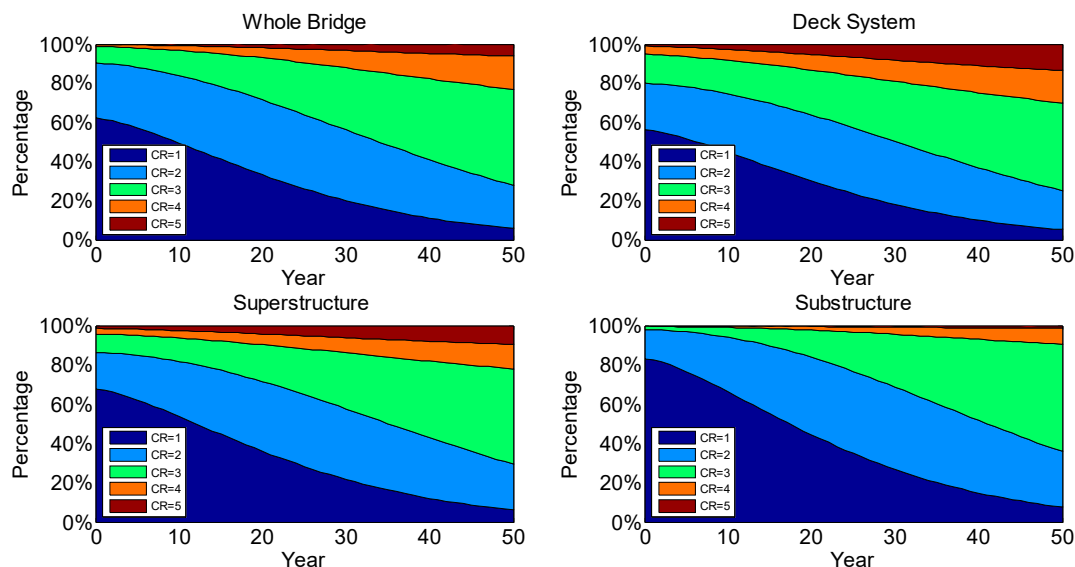 Whole Bridge
Percentage
100%
80%
60%
40%
20%
0%
CR=1
CR=2
CR=3
CR=4
CR=5
0 10 20 30 40 50
Year
Deck System
Percentage
100%
80%
60%
40%
20%
0%
CR=1
CR=2
CR=3
CR=4
CR=5
0 10 20 30 40 50
Year
Superstructure
Percentage
100%
80%
60%
40%
20%
0%
CR=1
CR=2
CR=3
CR=4
CR=5
0 10 20 30 40 50
Year
Substructure
Percentage
100%
80%
60%
40%
20%
0%
CR=1
CR=2
CR=3
CR=4
CR=5
0 10 20 30 40 50
Year